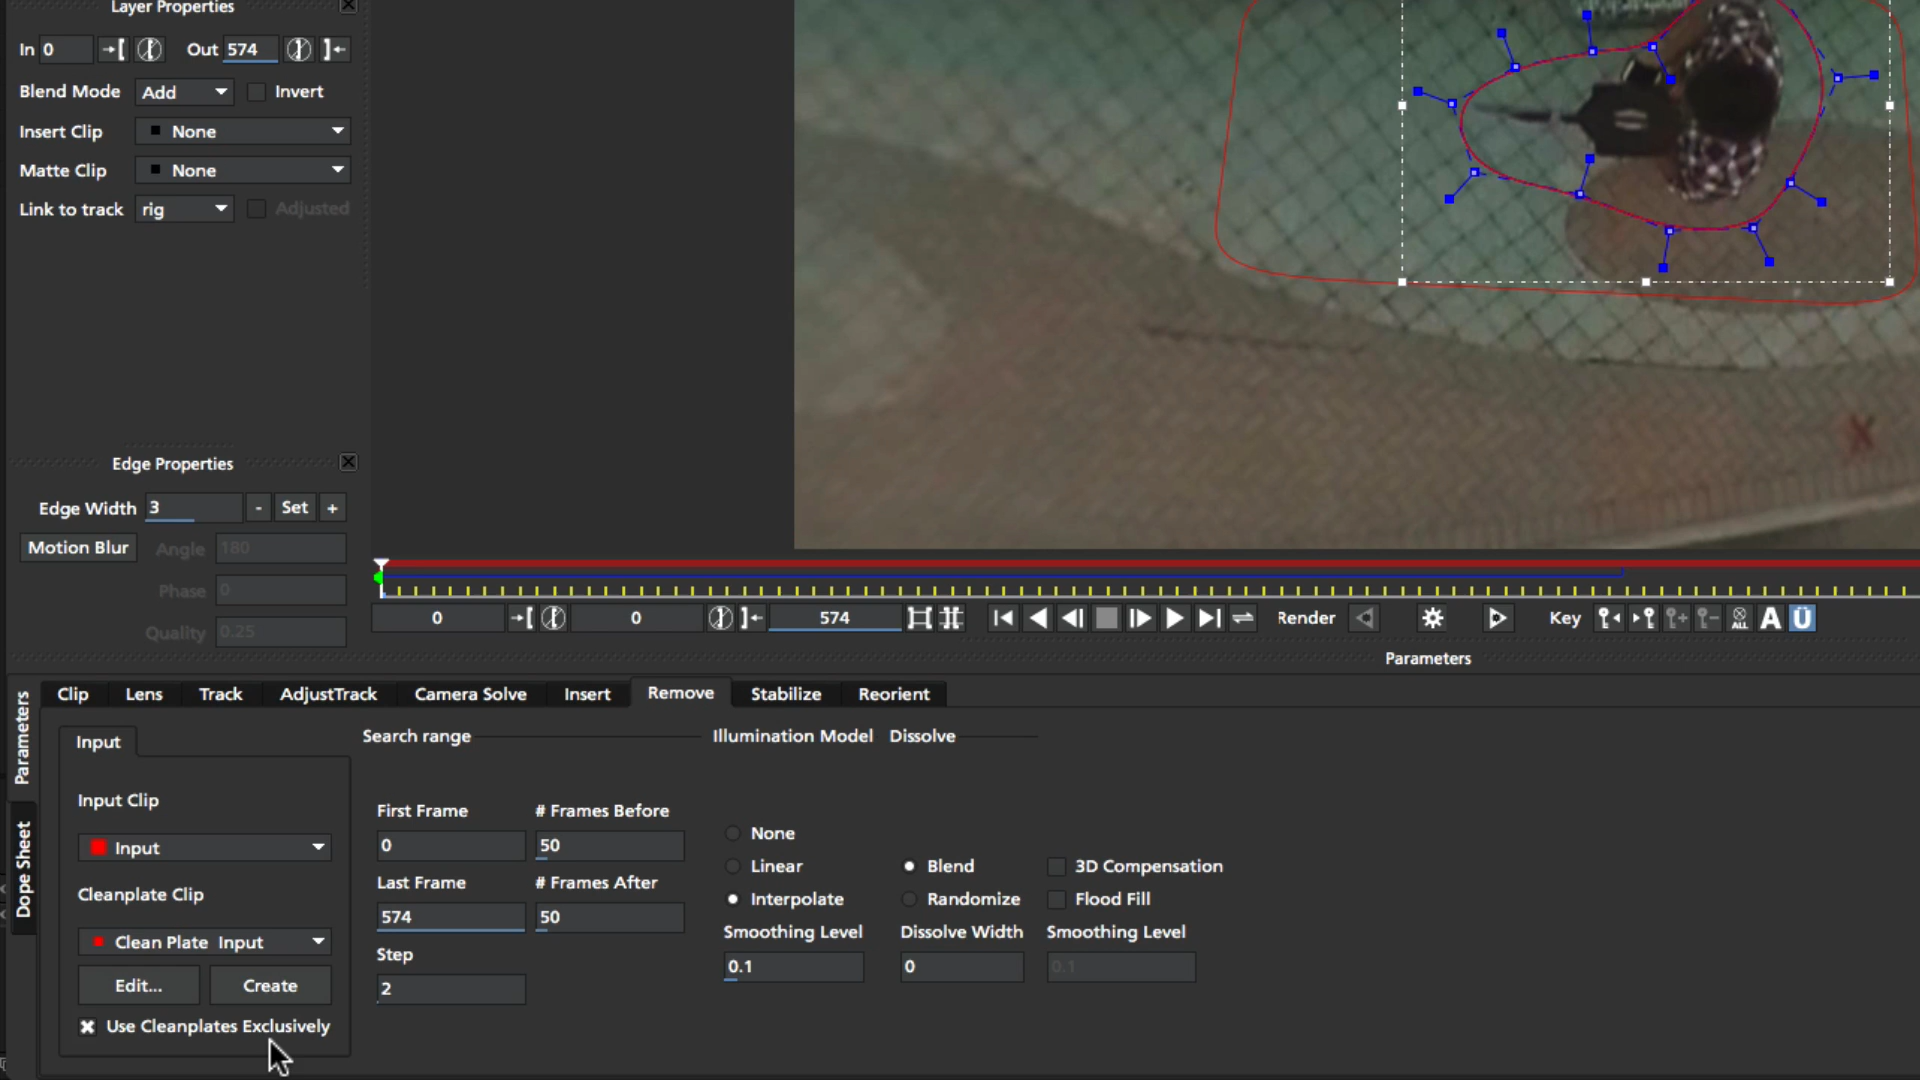 Layer Properties
In 0 Out 574
Blend Mode Add Invert
Insert Clip None
Matte Clip None
Link to track rig Adjusted
Edge Properties
Edge Width 3 - Set +
Motion Blur Angle 180
Phase 0
Quality 0.25
0 0 574 Render Key ALL A Ü
Parameters
Parameters
Dope Sheet
Clip Lens Track AdjustTrack Camera Solve Insert Remove Stabilize Reorient
Input
Input Clip
Input
Cleanplate Clip
Clean Plate Input
Edit... Create
Use Cleanplates Exclusively
Search range
First Frame # Frames Before
0 50
Last Frame # Frames After
574 50
Step
2
Illumination Model
None
Linear
Interpolate
Smoothing Level
0.1
Dissolve
Blend
Randomize
Dissolve Width
0
3D Compensation
Flood Fill
Smoothing Level
0.1